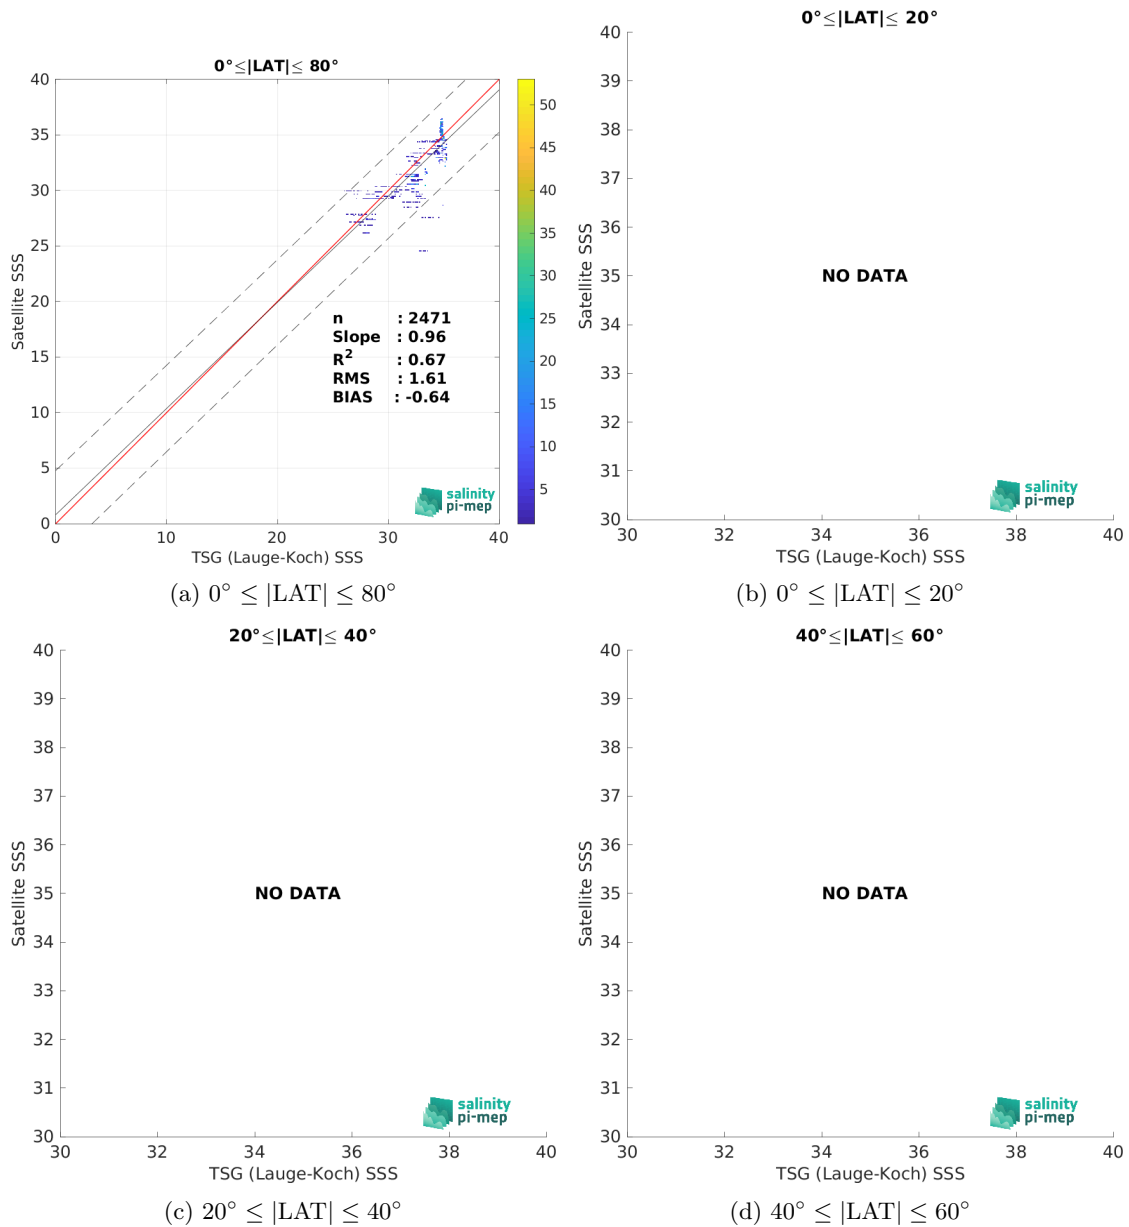 0°≤|LAT|≤ 80°
40
35
30
25
20
15
10
5
0
0
10
20
30
40
Satellite SSS
TSG (Lauge-Koch) SSS
n : 2471
Slope : 0.96
R² : 0.67
RMS : 1.61
BIAS : -0.64
salinity
pi-mep
50
45
40
35
30
25
20
15
10
5
(a) 0° ≤ |LAT| ≤ 80°
0°≤|LAT|≤ 20°
40
39
38
37
36
35
34
33
32
31
30
30
32
34
36
38
40
Satellite SSS
TSG (Lauge-Koch) SSS
NO DATA
salinity
pi-mep
(b) 0° ≤ |LAT| ≤ 20°
20°≤|LAT|≤ 40°
40
39
38
37
36
35
34
33
32
31
30
30
32
34
36
38
40
Satellite SSS
TSG (Lauge-Koch) SSS
NO DATA
salinity
pi-mep
(c) 20° ≤ |LAT| ≤ 40°
40°≤|LAT|≤ 60°
40
39
38
37
36
35
34
33
32
31
30
30
32
34
36
38
40
Satellite SSS
TSG (Lauge-Koch) SSS
NO DATA
salinity
pi-mep
(d) 40° ≤ |LAT| ≤ 60°